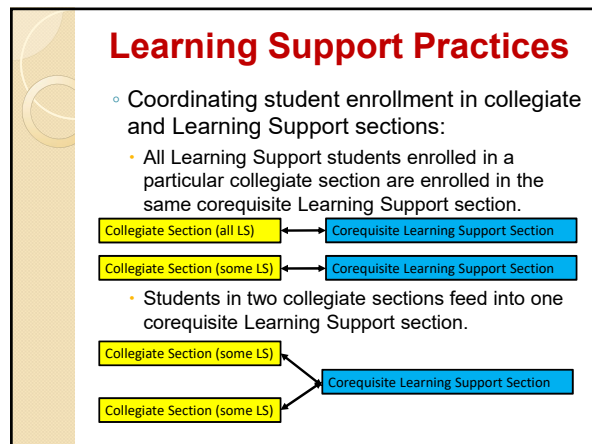 Learning Support Practices
◦ Coordinating student enrollment in collegiate
and Learning Support sections:
• All Learning Support students enrolled in a
particular collegiate section are enrolled in the
same corequisite Learning Support section.
Collegiate Section (all LS) Corequisite Learning Support Section
Collegiate Section (some LS) Corequisite Learning Support Section
• Students in two collegiate sections feed into one
corequisite Learning Support section.
Collegiate Section (some LS)
Corequisite Learning Support Section
Collegiate Section (some LS)